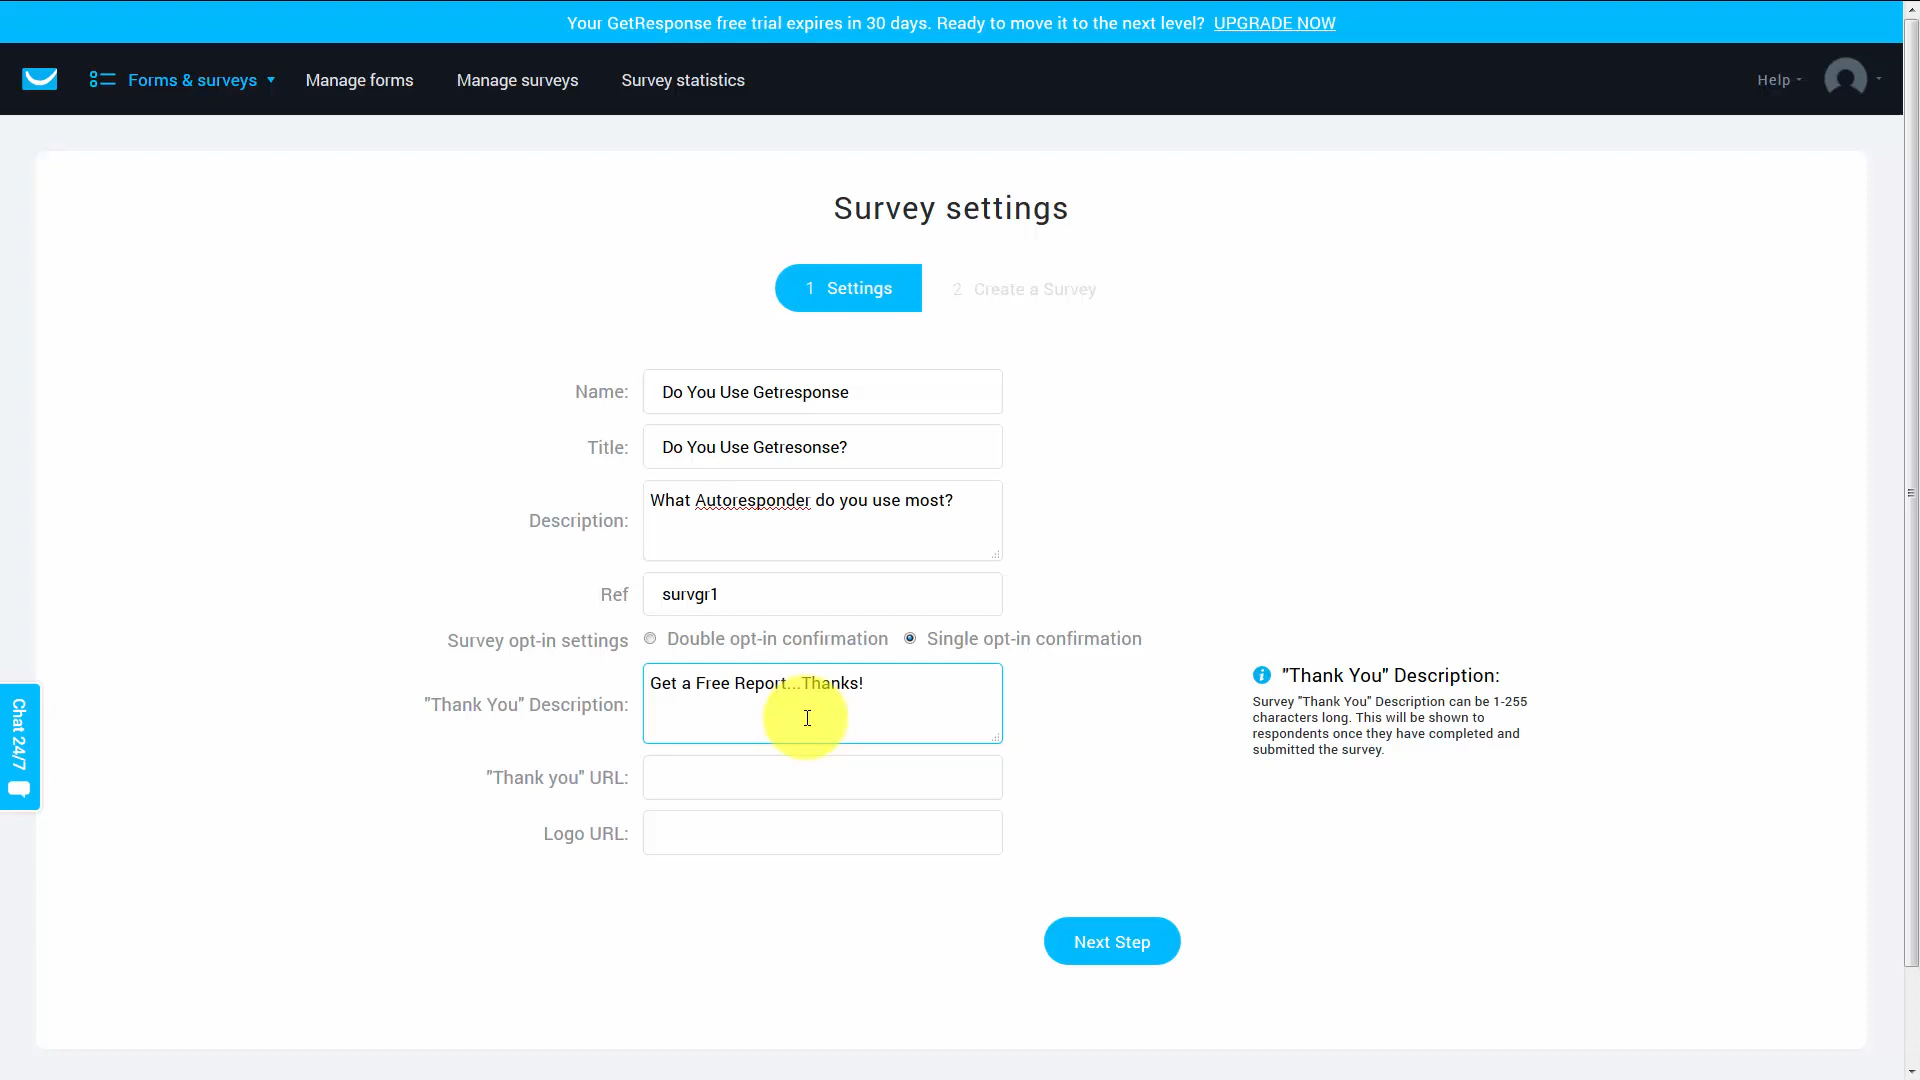 Your GetResponse free trial expires in 30 days. Ready to move it to the next level? UPGRADE NOW
Forms & surveys Manage forms Manage surveys Survey statistics Help
Survey settings
1 Settings 2 Create a Survey
Name: Do You Use Getresponse
Title: Do You Use Getresonse?
Description: What Autoresponder do you use most?
Ref survgr1
Survey opt-in settings Double opt-in confirmation Single opt-in confirmation
"Thank You" Description: Get a Free Report...Thanks!
"Thank You" Description:
Survey "Thank You" Description can be 1-255
characters long. This will be shown to
respondents once they have completed and
submitted the survey.
Chat 24/7
"Thank you" URL:
Logo URL:
Next Step